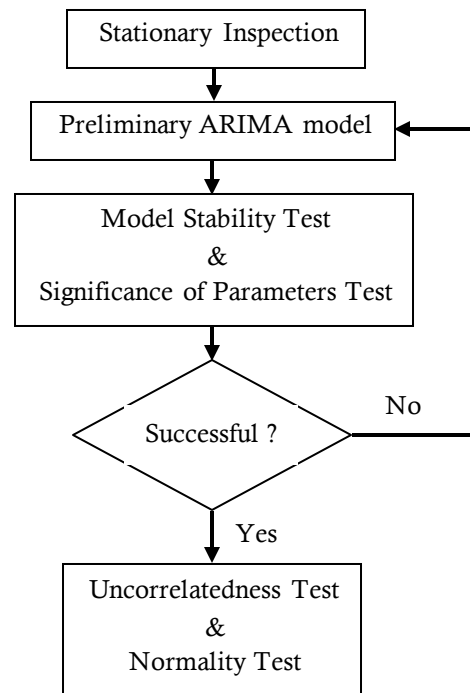 Stationary Inspection
Preliminary ARIMA model
Model Stability Test
&
Significance of Parameters Test
Successful ?
No
Yes
Uncorrelatedness Test
&
Normality Test